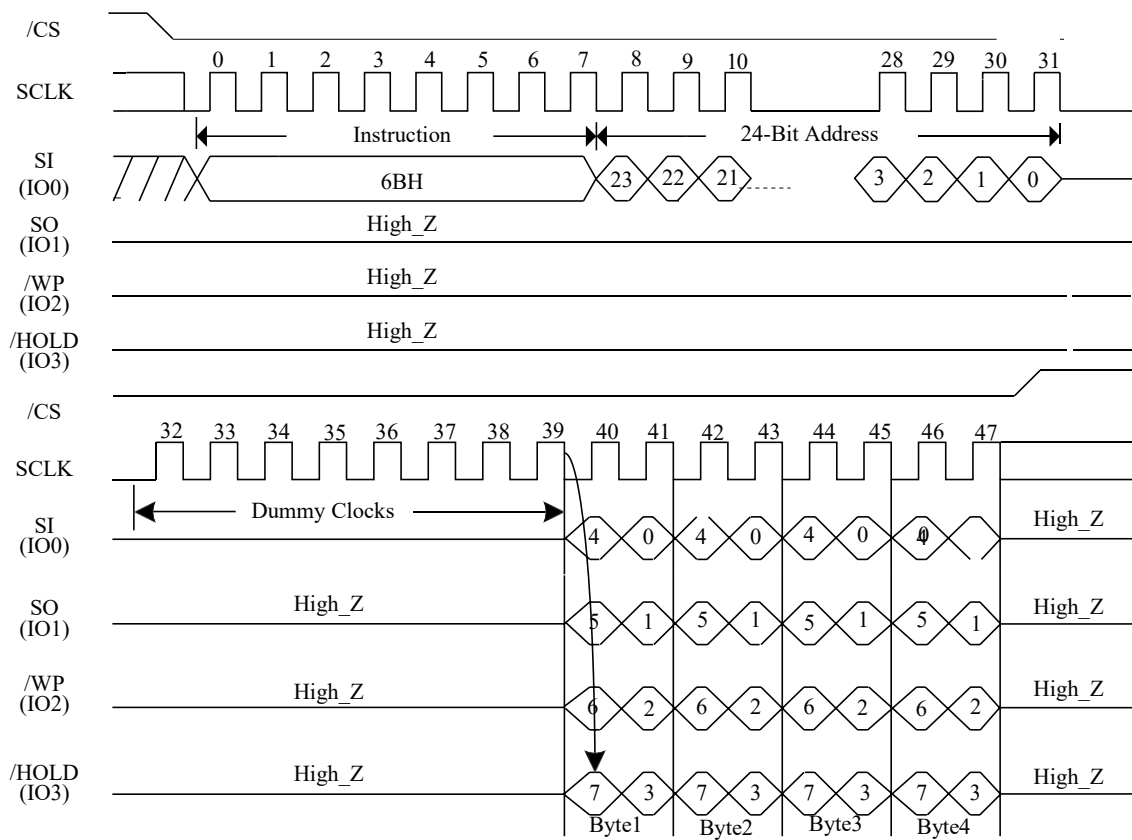 /CS
0 1 2 3 4 5 6 7 8 9 10 28 29 30 31
SCLK
Instruction 24-Bit Address
SI
(IO0)
6BH 23 22 21 3 2 1 0
SO
(IO1)
High_Z
/WP
(IO2)
High_Z
/HOLD
(IO3)
High_Z
/CS
32 33 34 35 36 37 38 39 40 41 42 43 44 45 46 47
SCLK
Dummy Clocks
SI
(IO0)
4 0 4 0 4 0 4 0 High_Z
SO
(IO1)
High_Z 5 1 5 1 5 1 5 1 High_Z
/WP
(IO2)
High_Z 6 2 6 2 6 2 6 2 High_Z
/HOLD
(IO3)
High_Z 7 3 7 3 7 3 7 3 High_Z
Byte1 Byte2 Byte3 Byte4